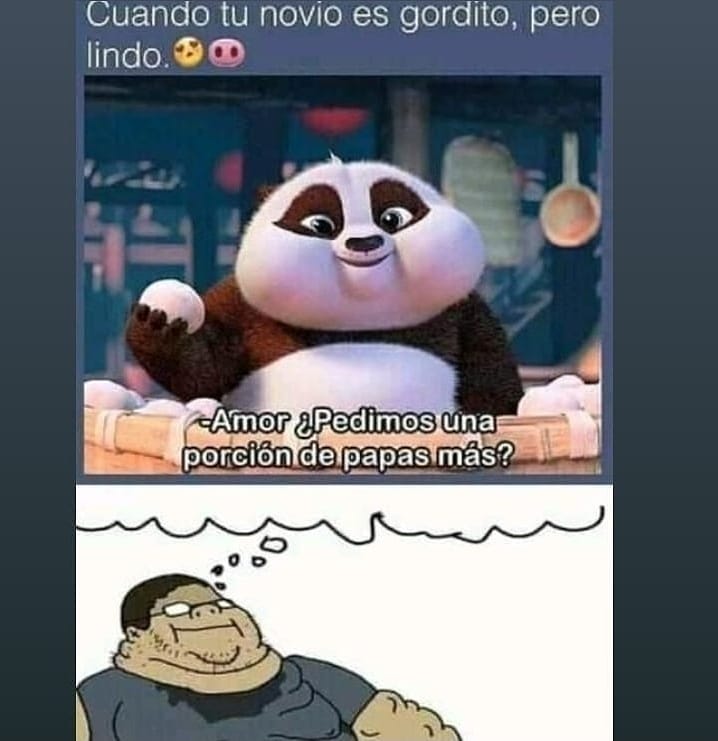 Cuando tu novio es gordito, pero
lindo.😍🐽
-Amor ¿Pedimos una
porción de papas más?